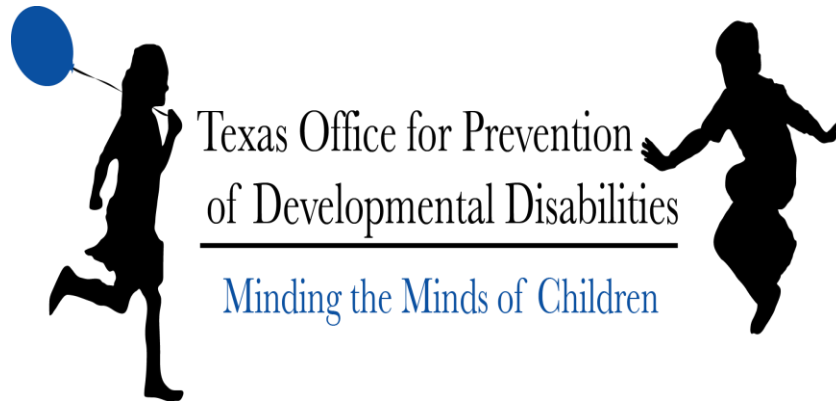 Texas Office for Prevention
of Developmental Disabilities
Minding the Minds of Children